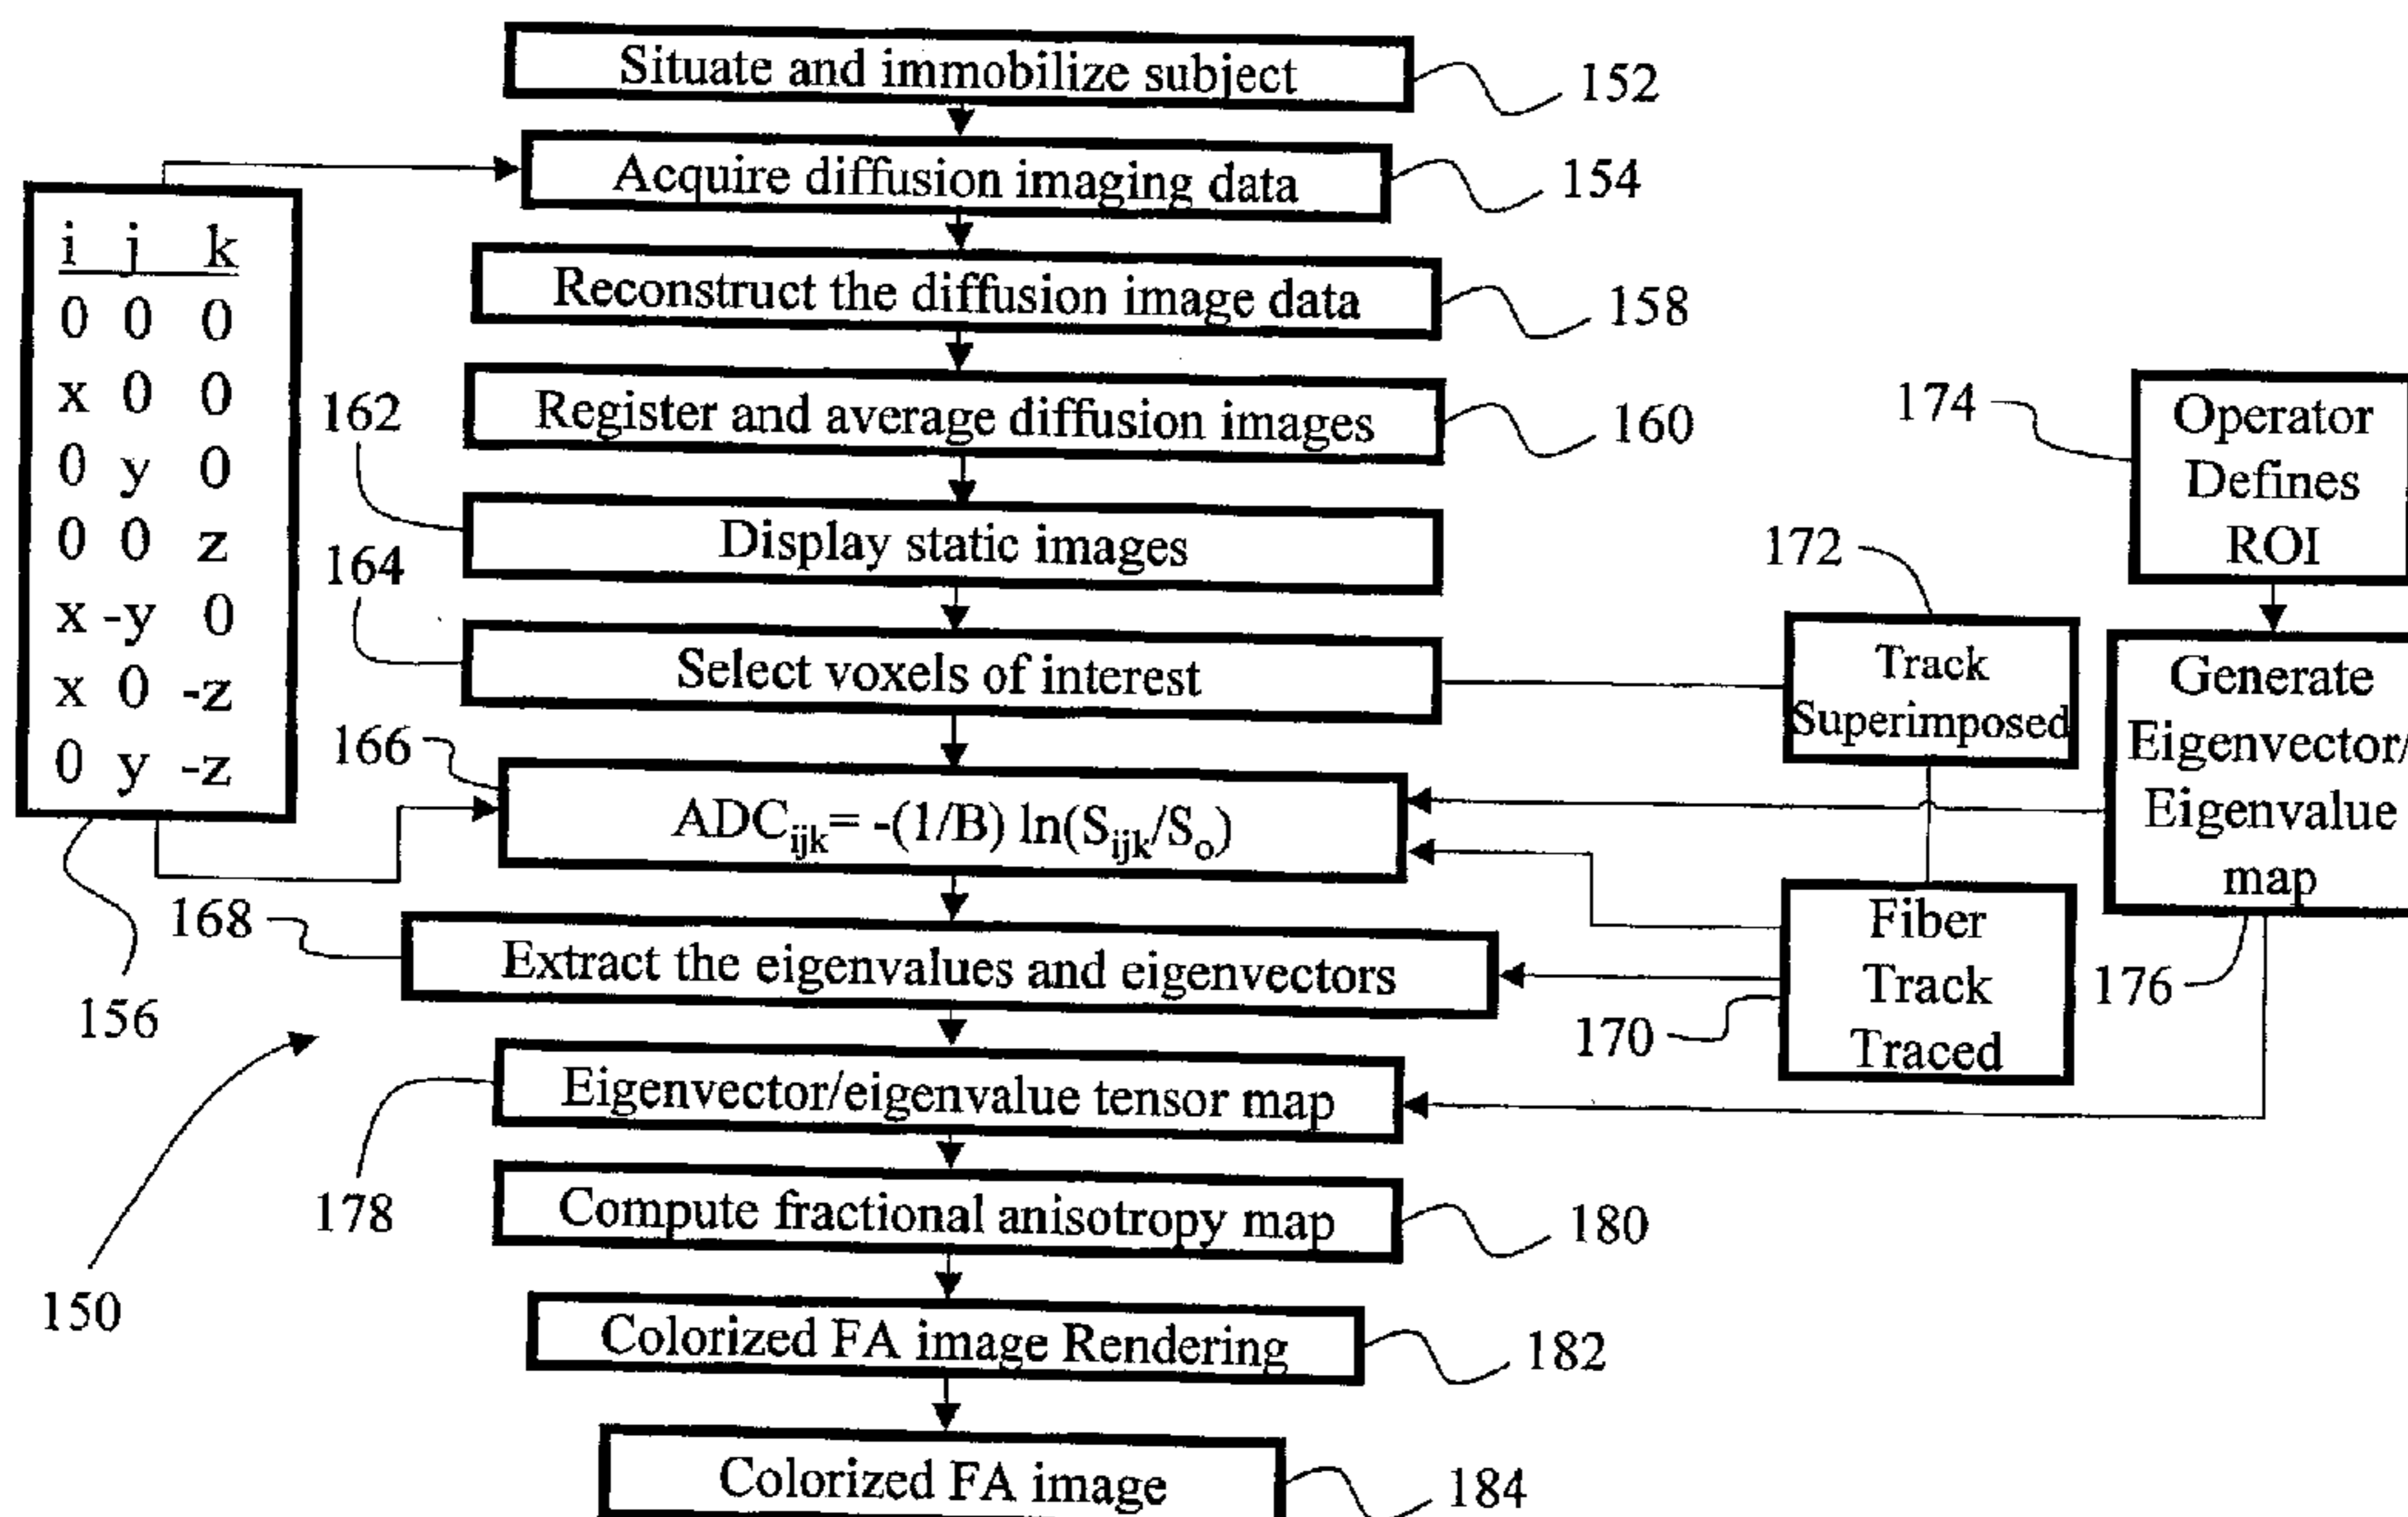 Situate and immobilize subject
152
Acquire diffusion imaging data
154
i j k
0 0 0
x 0 0
0 y 0
0 0 z
x -y 0
x 0 -z
0 y -z
156
Reconstruct the diffusion image data
158
Register and average diffusion images
160
162
Display static images
164
Select voxels of interest
166
ADCijk= -(1/B) ln(Sijk/So)
168
Extract the eigenvalues and eigenvectors
174
Operator
Defines
ROI
172
Track
Superimposed
Generate
Eigenvector/
Eigenvalue
map
176
Fiber
Track
Traced
170
150
178
Eigenvector/eigenvalue tensor map
Compute fractional anisotropy map
180
Colorized FA image Rendering
182
Colorized FA image
184